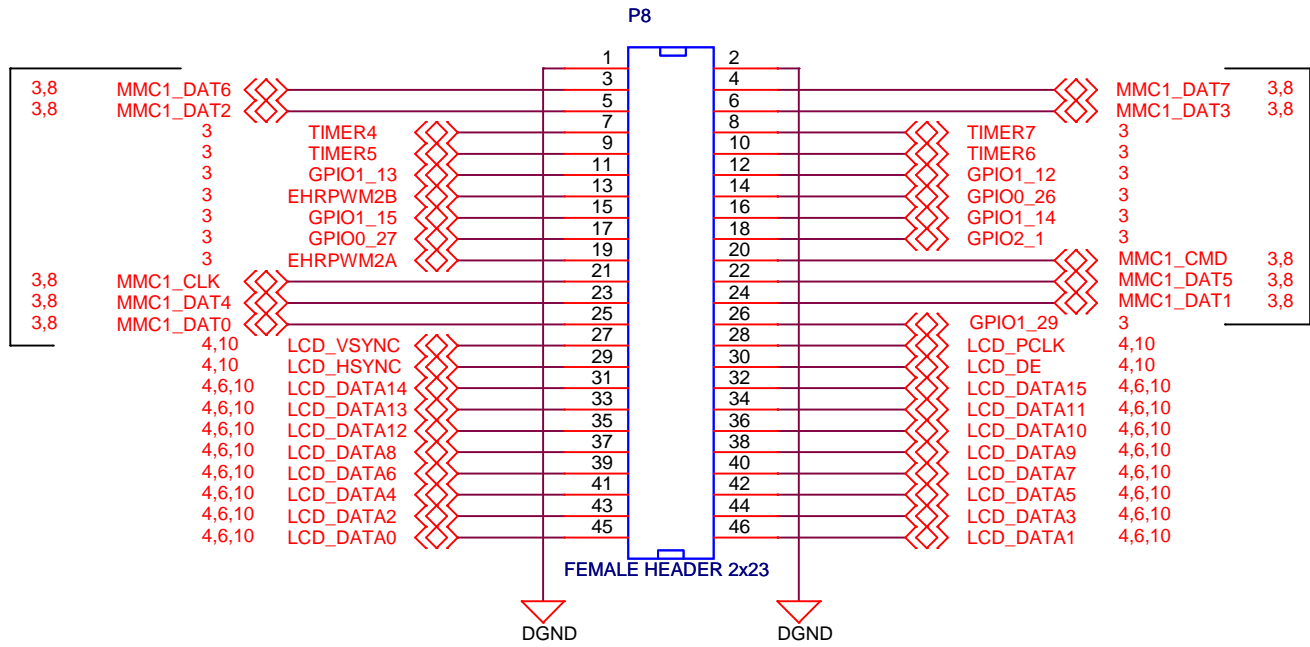 P8
1 2
3,8 MMC1_DAT6 3 4 MMC1_DAT7 3,8
3,8 MMC1_DAT2 5 6 MMC1_DAT3 3,8
3 TIMER4 7 8 TIMER7 3
3 TIMER5 9 10 TIMER6 3
3 GPIO1_13 11 12 GPIO1_12 3
3 EHRPWM2B 13 14 GPIO0_26 3
3 GPIO1_15 15 16 GPIO1_14 3
3 GPIO0_27 17 18 GPIO2_1 3
3 EHRPWM2A 19 20 MMC1_CMD 3,8
3,8 MMC1_CLK 21 22 MMC1_DAT5 3,8
3,8 MMC1_DAT4 23 24 MMC1_DAT1 3,8
3,8 MMC1_DAT0 25 26 GPIO1_29 3
4,10 LCD_VSYNC 27 28 LCD_PCLK 4,10
4,10 LCD_HSYNC 29 30 LCD_DE 4,10
4,6,10 LCD_DATA14 31 32 LCD_DATA15 4,6,10
4,6,10 LCD_DATA13 33 34 LCD_DATA11 4,6,10
4,6,10 LCD_DATA12 35 36 LCD_DATA10 4,6,10
4,6,10 LCD_DATA8 37 38 LCD_DATA9 4,6,10
4,6,10 LCD_DATA6 39 40 LCD_DATA7 4,6,10
4,6,10 LCD_DATA4 41 42 LCD_DATA5 4,6,10
4,6,10 LCD_DATA2 43 44 LCD_DATA3 4,6,10
4,6,10 LCD_DATA0 45 46 LCD_DATA1 4,6,10
FEMALE HEADER 2x23
DGND DGND